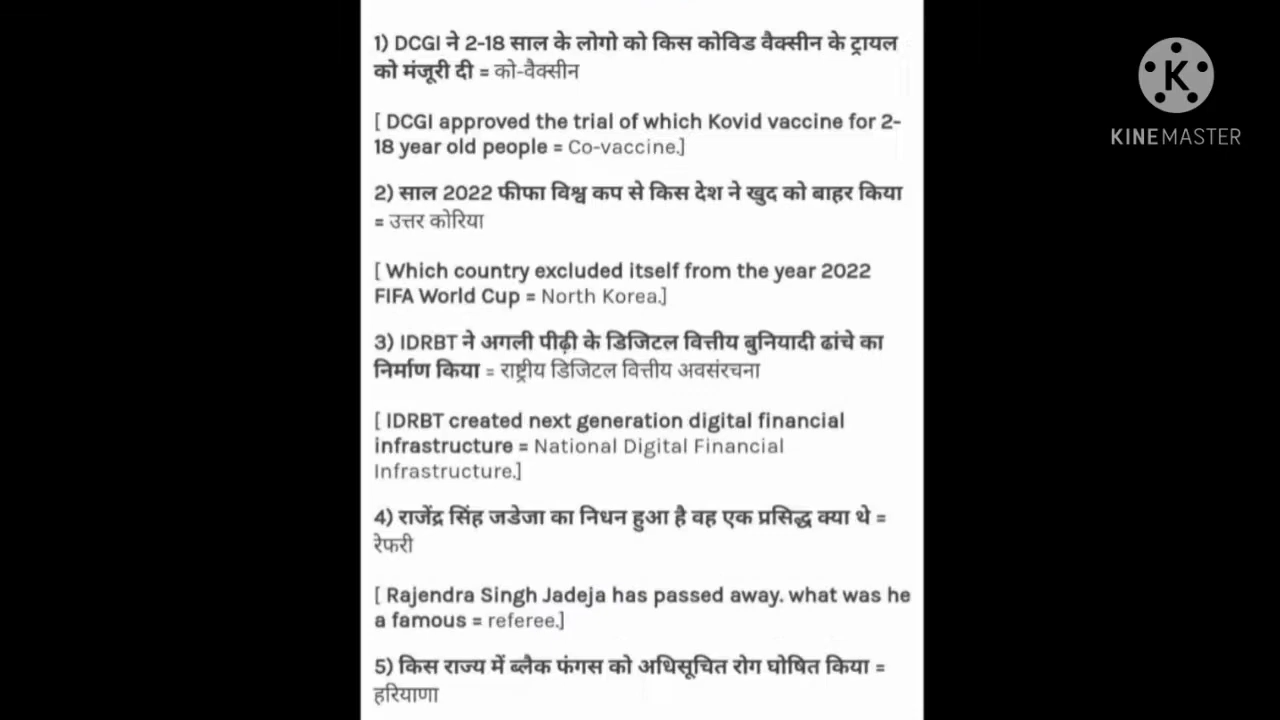 1) DCGI ने 2-18 साल के लोगो को किस कोविड वैक्सीन के ट्रायल
को मंजूरी दी = को-वैक्सीन
[ DCGI approved the trial of which Kovid vaccine for 2-
18 year old people = Co-vaccine.]
2) साल 2022 फीफा विश्व कप से किस देश ने खुद को बाहर किया
= उत्तर कोरिया
[ Which country excluded itself from the year 2022
FIFA World Cup = North Korea.]
3) IDRBT ने अगली पीढ़ी के डिजिटल वित्तीय बुनियादी ढांचे का
निर्माण किया = राष्ट्रीय डिजिटल वित्तीय अवसंरचना
[ IDRBT created next generation digital financial
infrastructure = National Digital Financial
Infrastructure.]
4) राजेंद्र सिंह जडेजा का निधन हुआ है वह एक प्रसिद्ध क्या थे =
रेफरी
[ Rajendra Singh Jadeja has passed away. what was he
a famous = referee.]
5) किस राज्य में ब्लैक फंगस को अधिसूचित रोग घोषित किया =
हरियाणा
K
KINEMASTER